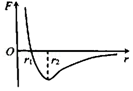 F
O r₁ r₂ r